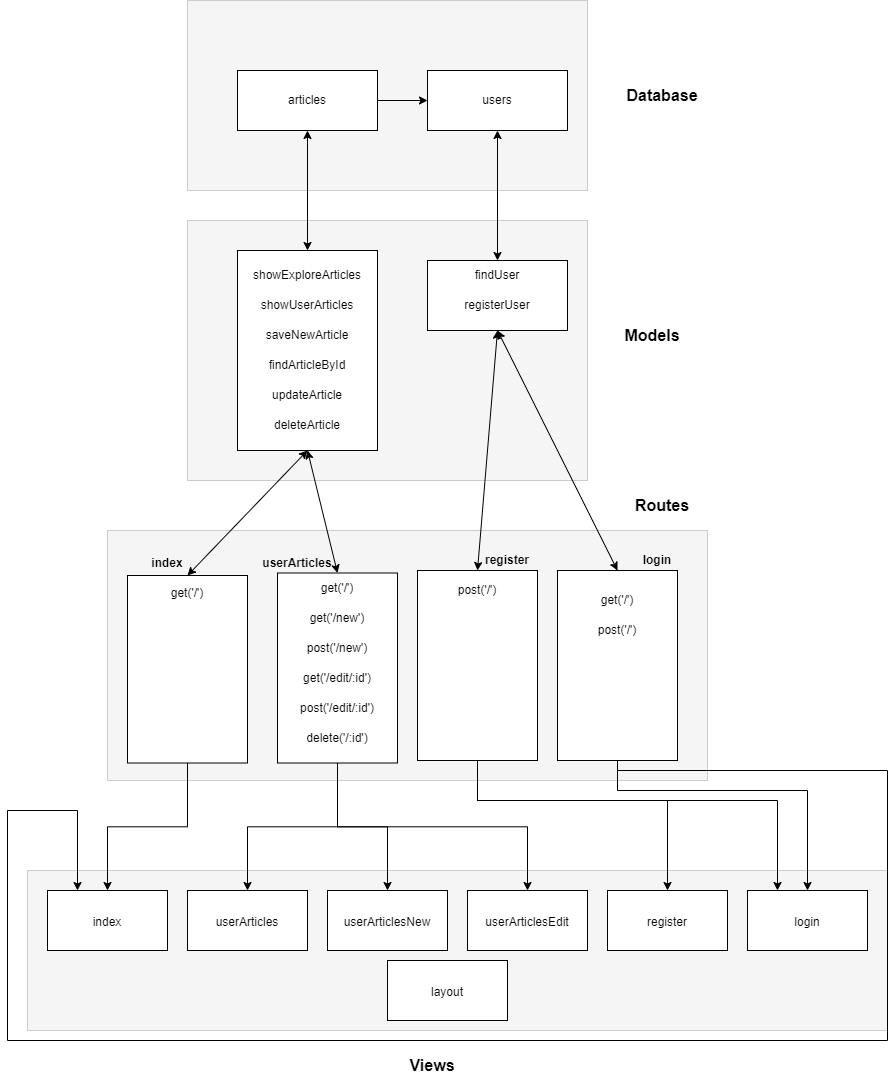 Database
articles
users
showExploreArticles
showUserArticles
saveNewArticle
findArticleById
updateArticle
deleteArticle
findUser
registerUser
Models
Routes
index
get('/')
userArticles
get('/')
get('/new')
post('/new')
get('/edit/:id')
post('/edit/:id')
delete('/:id')
register
post('/')
login
get('/')
post('/')
index
userArticles
userArticlesNew
userArticlesEdit
register
login
layout
Views